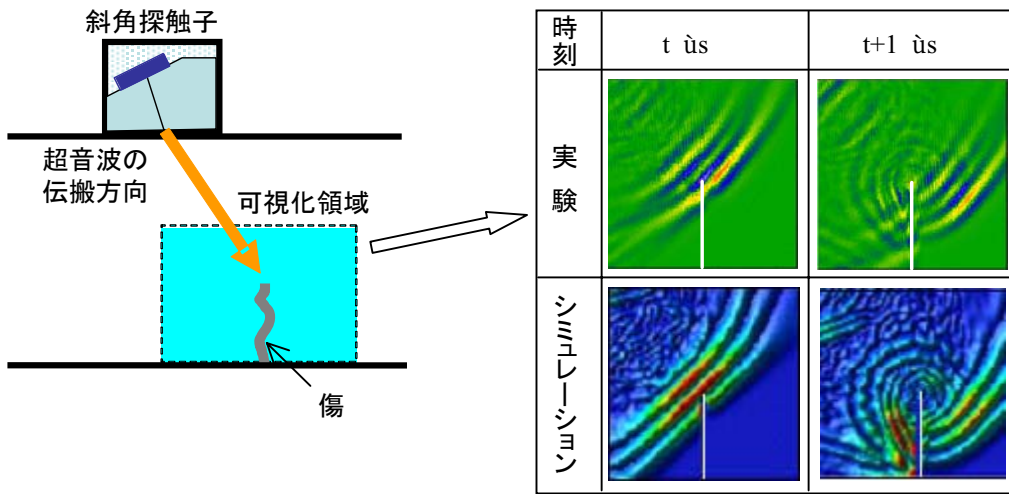 斜角探触子
超音波の
伝搬方向
可視化領域
傷
時刻
t ùs
t+1 ùs
実験
シミュレーション